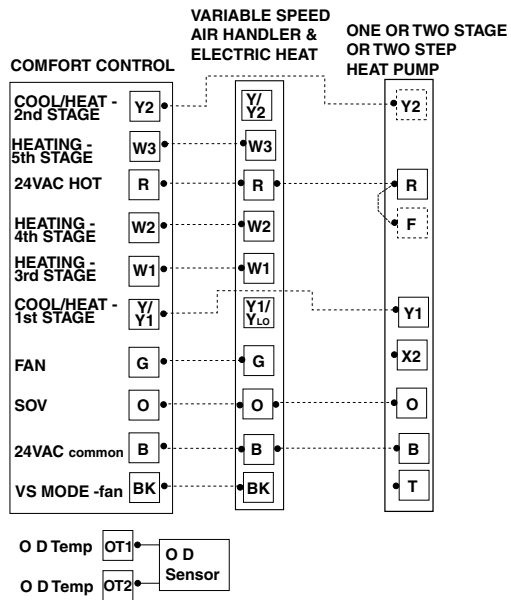 VARIABLE SPEED
AIR HANDLER &
ELECTRIC HEAT
ONE OR TWO STAGE
OR TWO STEP
HEAT PUMP
COMFORT CONTROL
COOL/HEAT -
2nd STAGE
Y2
Y/
Y2
Y2
HEATING -
5th STAGE
W3
W3
24VAC HOT
R
R
R
F
HEATING -
4th STAGE
W2
W2
HEATING -
3rd STAGE
W1
W1
COOL/HEAT -
1st STAGE
Y/
Y1
Y1/
YLO
Y1
FAN
G
G
X2
SOV
O
O
O
24VAC common
B
B
B
VS MODE -fan
BK
BK
T
O D Temp
OT1
O D
Sensor
O D Temp
OT2